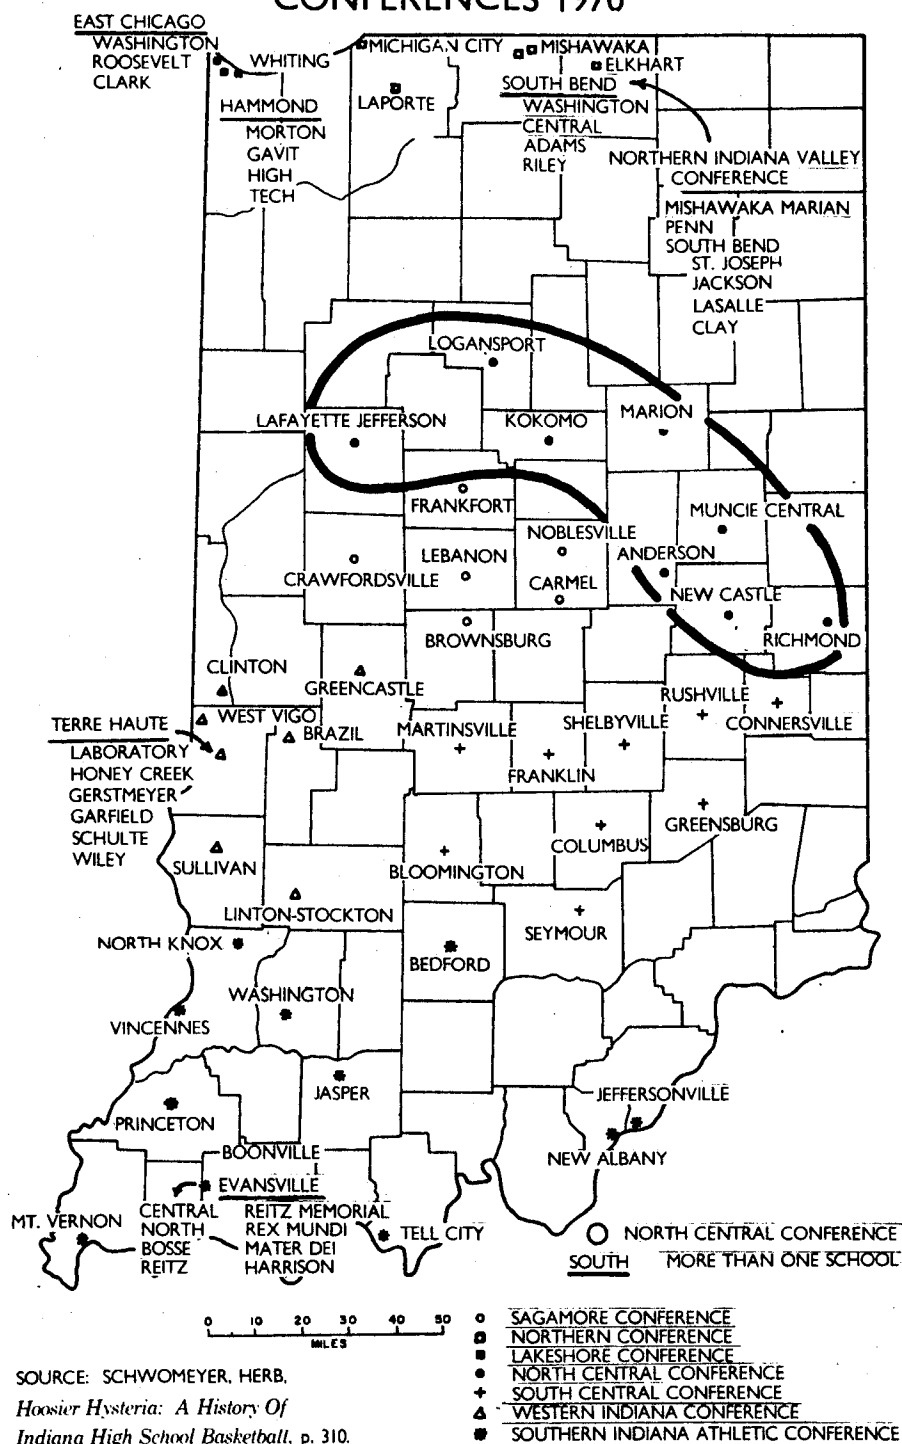 CONFERENCES 1970
EAST CHICAGO
WASHINGTON
ROOSEVELT
CLARK
WHITING
HAMMOND
MORTON
GAVIT
HIGH
TECH
MICHIGAN CITY
LAPORTE
MISHAWAKA
ELKHART
SOUTH BEND
WASHINGTON
CENTRAL
ADAMS
RILEY
NORTHERN INDIANA VALLEY
CONFERENCE
MISHAWAKA MARIAN
PENN
SOUTH BEND
ST. JOSEPH
JACKSON
LASALLE
CLAY
LOGANSPORT
LAFAYETTE JEFFERSON
KOKOMO
MARION
FRANKFORT
MUNCIE CENTRAL
NOBLESVILLE
ANDERSON
LEBANON
CRAWFORDSVILLE
CARMEL
NEW CASTLE
BROWNSBURG
RICHMOND
CLINTON
GREENCASTLE
RUSHVILLE
CONNERSVILLE
WEST VIGO
BRAZIL
MARTINSVILLE
SHELBYVILLE
FRANKLIN
TERRE HAUTE
LABORATORY
HONEY CREEK
GERSTMEYER
GARFIELD
SCHULTE
WILEY
SULLIVAN
GREENSBURG
COLUMBUS
BLOOMINGTON
LINTON-STOCKTON
SEYMOUR
NORTH KNOX
BEDFORD
WASHINGTON
VINCENNES
JASPER
JEFFERSONVILLE
PRINCETON
NEW ALBANY
BOONVILLE
EVANSVILLE
CENTRAL
NORTH
BOSSE
REITZ
REITZ MEMORIAL
REX MUNDI
MATER DEI
HARRISON
MT. VERNON
TELL CITY
NORTH CENTRAL CONFERENCE
SOUTH MORE THAN ONE SCHOOL
0 10 20 30 40 50
MILES
SAGAMORE CONFERENCE
NORTHERN CONFERENCE
LAKESHORE CONFERENCE
NORTH CENTRAL CONFERENCE
SOUTH CENTRAL CONFERENCE
WESTERN INDIANA CONFERENCE
SOUTHERN INDIANA ATHLETIC CONFERENCE
SOURCE: SCHWOMEYER, HERB,
Hoosier Hysteria: A History Of
Indiana High School Basketball, p. 310.